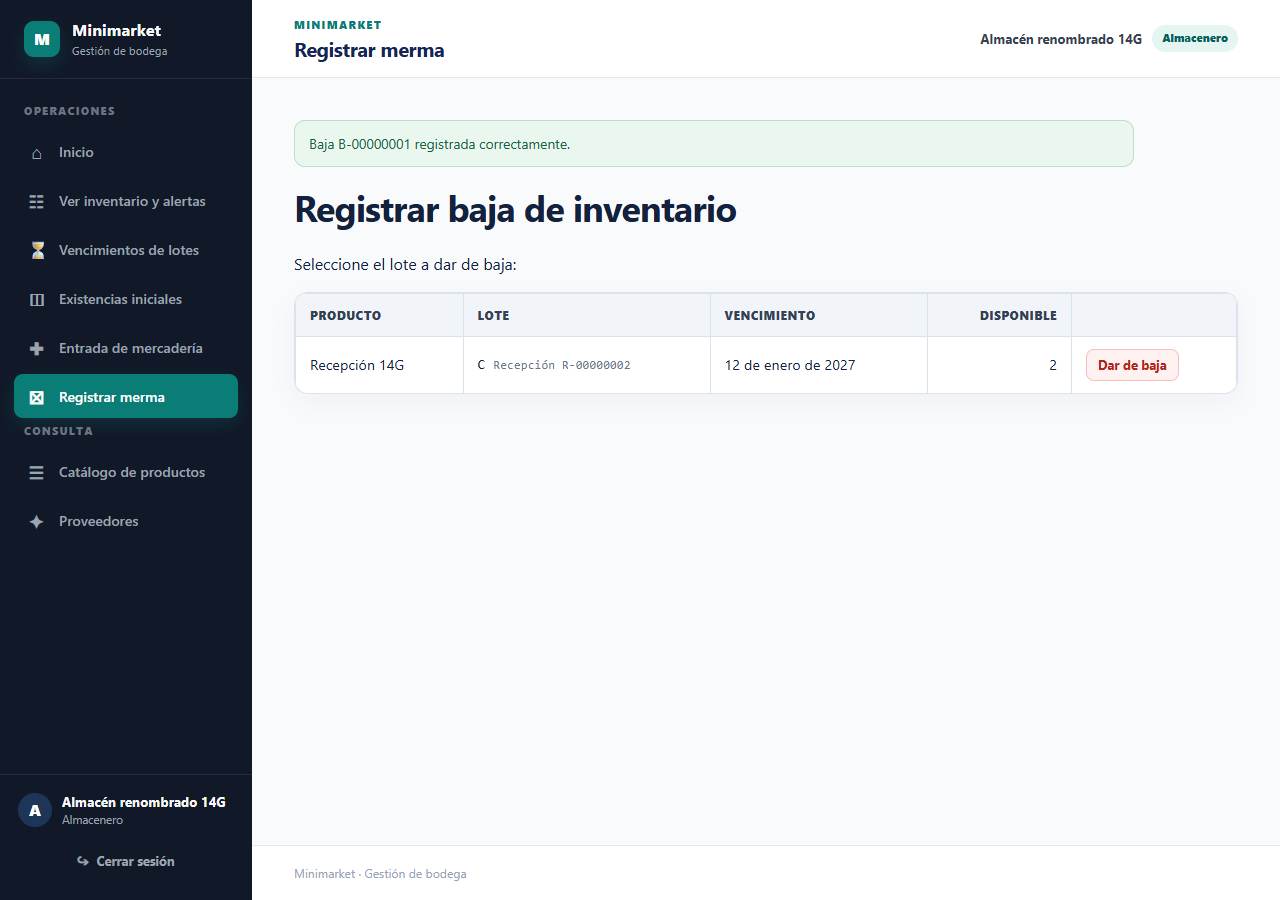 M
Minimarket
Gestión de bodega
OPERACIONES
Inicio
Ver inventario y alertas
Vencimientos de lotes
Existencias iniciales
Entrada de mercadería
Registrar merma
CONSULTA
Catálogo de productos
Proveedores
A
Almacén renombrado 14G
Almacenero
Cerrar sesión
MINIMARKET
Registrar merma
Almacén renombrado 14G Almacenero
Baja B-00000001 registrada correctamente.
Registrar baja de inventario
Seleccione el lote a dar de baja:
PRODUCTO LOTE VENCIMIENTO DISPONIBLE
Recepción 14G C Recepción R-00000002 12 de enero de 2027 2 Dar de baja
Minimarket · Gestión de bodega